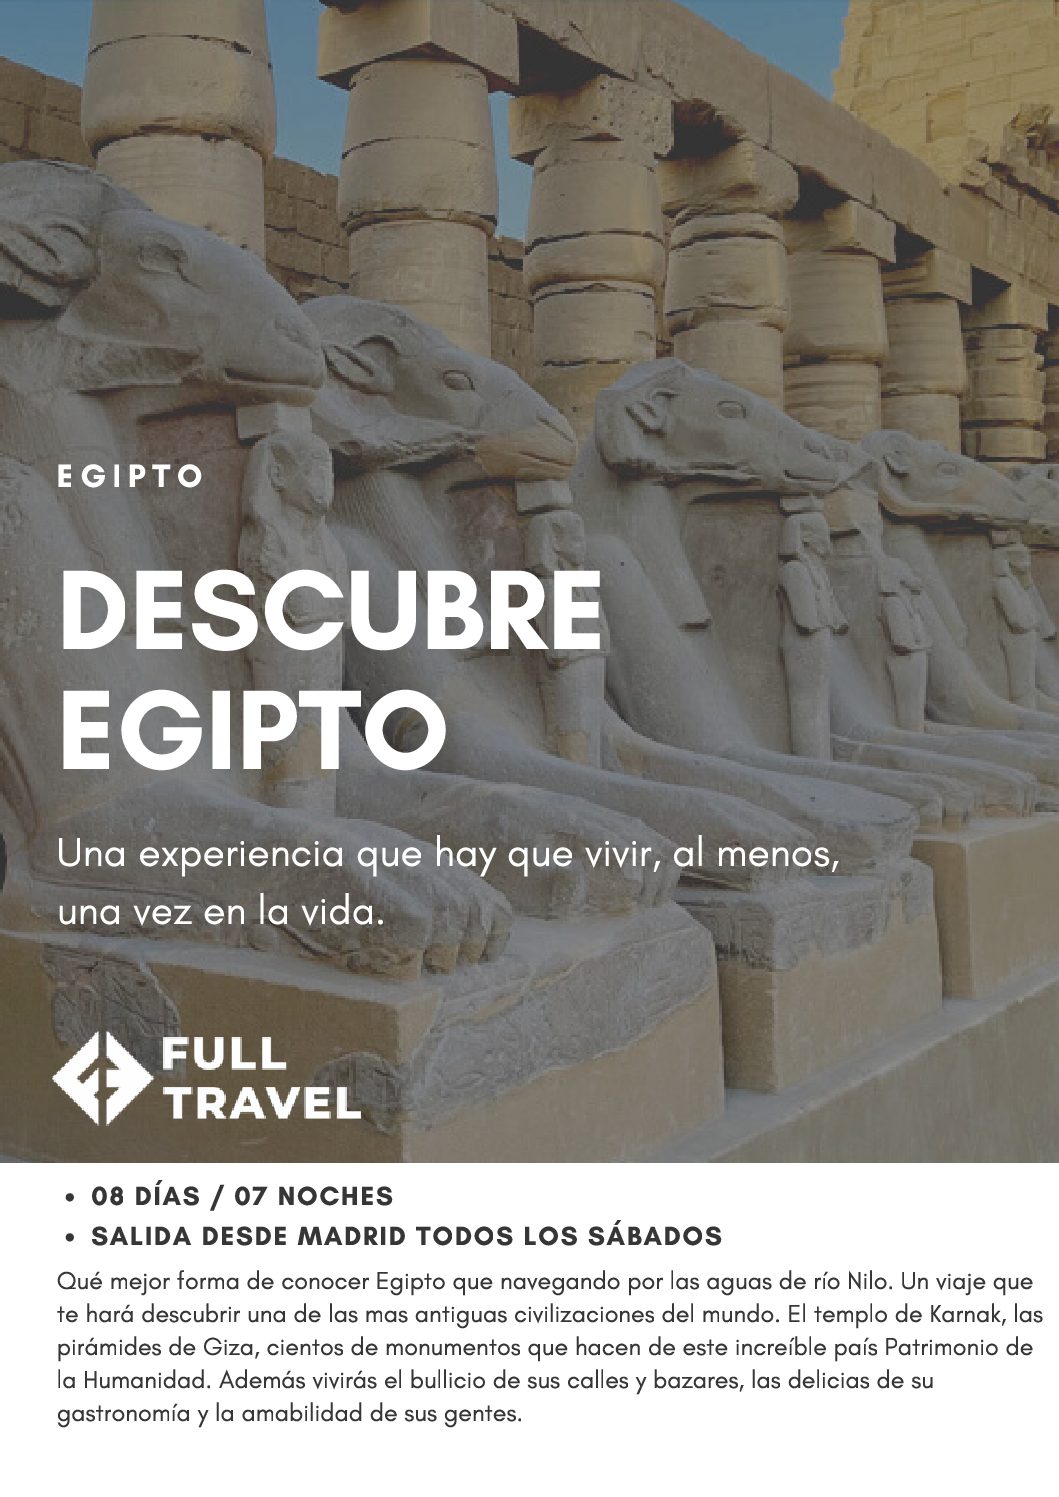 EGIPTO
DESCUBRE
EGIPTO
Una experiencia que hay que vivir, al menos,
una vez en la vida.
FULL
TRAVEL
• 08 DÍAS / 07 NOCHES
• SALIDA DESDE MADRID TODOS LOS SÁBADOS
Qué mejor forma de conocer Egipto que navegando por las aguas de río Nilo. Un viaje que
te hará descubrir una de las mas antiguas civilizaciones del mundo. El templo de Karnak, las
pirámides de Giza, cientos de monumentos que hacen de este increíble país Patrimonio de
la Humanidad. Además vivirás el bullicio de sus calles y bazares, las delicias de su
gastronomía y la amabilidad de sus gentes.